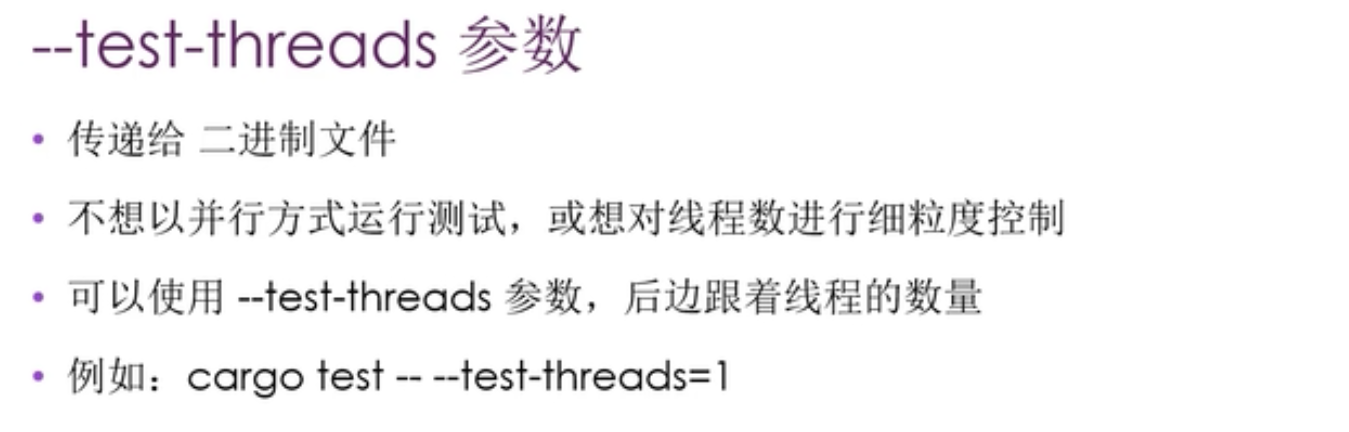 --test-threads 参数
• 传递给 二进制文件
• 不想以并行方式运行测试，或想对线程数进行细粒度控制
• 可以使用 --test-threads 参数，后边跟着线程的数量
• 例如：cargo test -- --test-threads=1